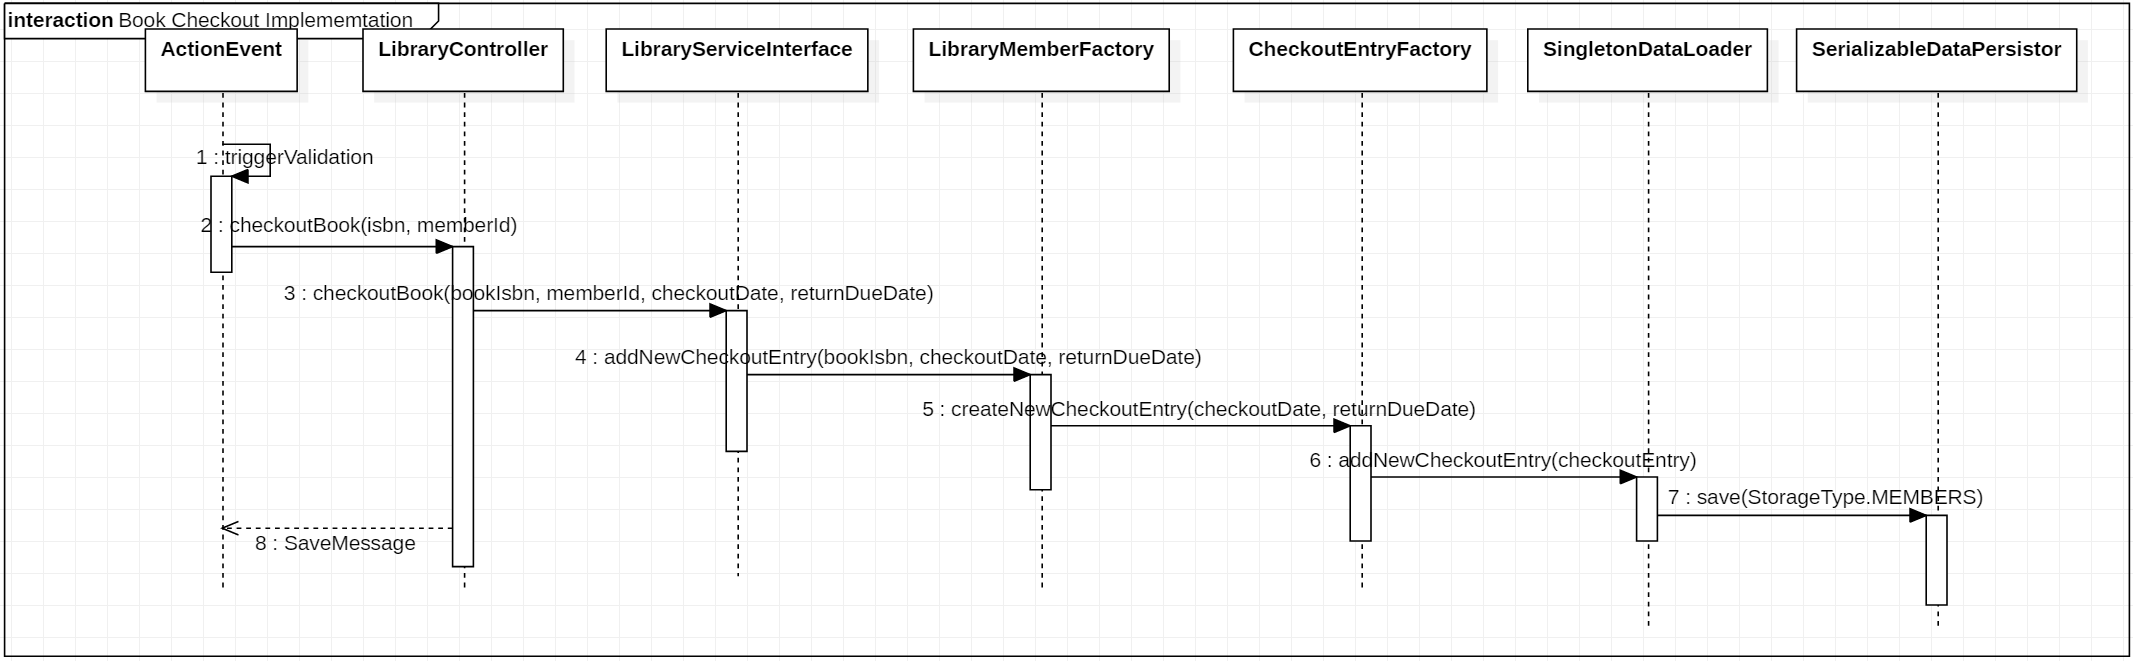 interaction Book Checkout Implememtation
ActionEvent
LibraryController
LibraryServiceInterface
LibraryMemberFactory
CheckoutEntryFactory
SingletonDataLoader
SerializableDataPersistor
1 : triggerValidation
2 : checkoutBook(isbn, memberId)
3 : checkoutBook(bookIsbn, memberId, checkoutDate, returnDueDate)
4 : addNewCheckoutEntry(bookIsbn, checkoutDate, returnDueDate)
5 : createNewCheckoutEntry(checkoutDate, returnDueDate)
6 : addNewCheckoutEntry(checkoutEntry)
7 : save(StorageType.MEMBERS)
8 : SaveMessage